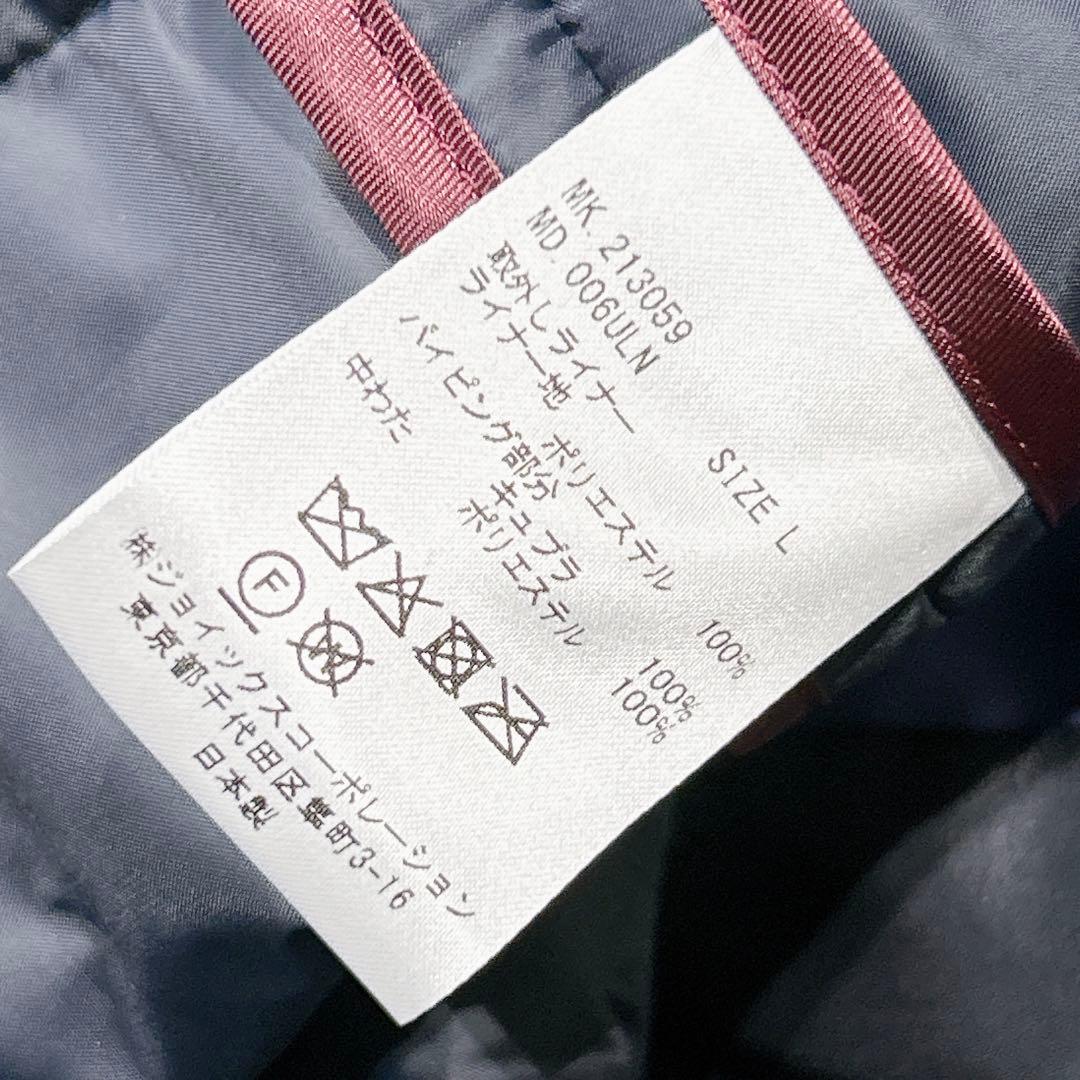 MK. 213059
MD. 006ULN SIZE L
取外しライナー
ライナー地 ポリエステル 100%
パイピング部分
キュプラ 100%
中わた ポリエステル 100%
F
W
株ジョイックスコーポレーション
東京都千代田区麴町3-16
日本製